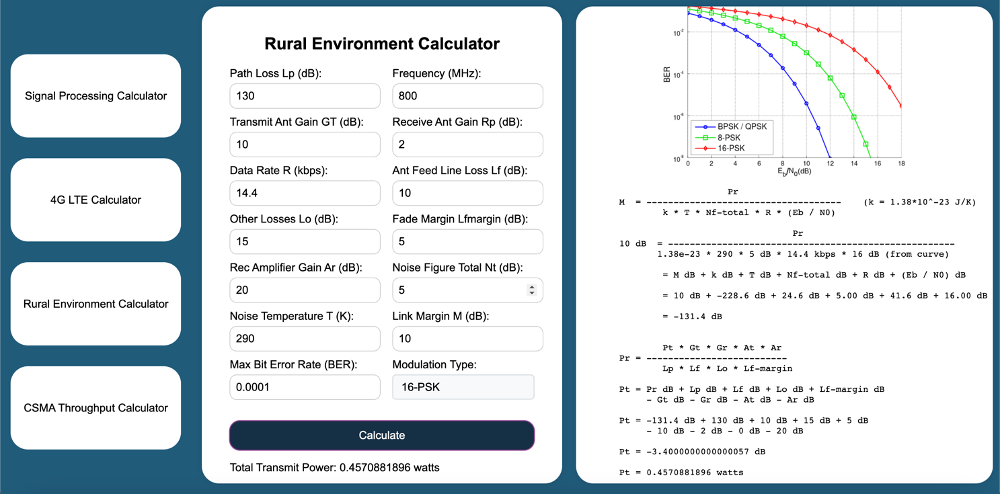 Signal Processing Calculator
4G LTE Calculator
Rural Environment Calculator
CSMA Throughput Calculator
Rural Environment Calculator
Path Loss Lp (dB):
Frequency (MHz):
130
800
Transmit Ant Gain GT (dB):
Receive Ant Gain Rp (dB):
10
2
Data Rate R (kbps):
Ant Feed Line Loss Lf (dB):
14.4
10
Other Losses Lo (dB):
Fade Margin Lfmargin (dB):
15
5
Rec Amplifier Gain Ar (dB):
Noise Figure Total Nt (dB):
20
5
Noise Temperature T (K):
Link Margin M (dB):
290
10
Max Bit Error Rate (BER):
Modulation Type:
0.0001
16-PSK
Calculate
Total Transmit Power: 0.4570881896 watts
BER
10-2
10-4
10-6
10-8
BPSK / QPSK
8-PSK
16-PSK
0 2 4 6 8 10 12 14 16 18
Eb/N0(dB)
Pr
M = ------------------------------------ (k = 1.38*10^-23 J/K)
k * T * Nf-total * R * (Eb / N0)
Pr
10 dB = -----------------------------------------------------
1.38e-23 * 290 * 5 dB * 14.4 kbps * 16 dB (from curve)
= M dB + k dB + T dB + Nf-total dB + R dB + (Eb / N0) dB
= 10 dB + -228.6 dB + 24.6 dB + 5.00 dB + 41.6 dB + 16.00 dB
= -131.4 dB
Pt * Gt * Gr * At * Ar
Pr = --------------------------
Lp * Lf * Lo * Lf-margin
Pt = Pr dB + Lp dB + Lf dB + Lo dB + Lf-margin dB
- Gt dB - Gr dB - At dB - Ar dB
Pt = -131.4 dB + 130 dB + 10 dB + 15 dB + 5 dB
- 10 dB - 2 dB - 0 dB - 20 dB
Pt = -3.4000000000000057 dB
Pt = 0.4570881896 watts